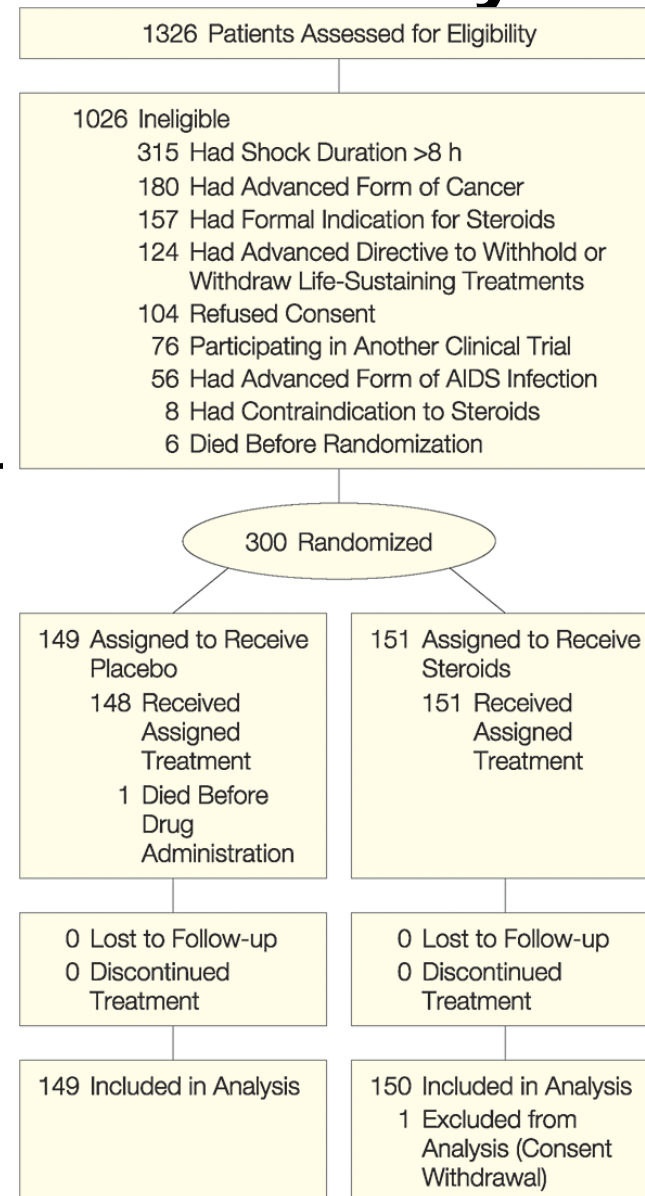 1326 Patients Assessed for Eligibility
1026 Ineligible
315 Had Shock Duration >8 h
180 Had Advanced Form of Cancer
157 Had Formal Indication for Steroids
124 Had Advanced Directive to Withhold or
Withdraw Life-Sustaining Treatments
104 Refused Consent
76 Participating in Another Clinical Trial
56 Had Advanced Form of AIDS Infection
8 Had Contraindication to Steroids
6 Died Before Randomization
300 Randomized
149 Assigned to Receive
Placebo
148 Received
Assigned
Treatment
1 Died Before
Drug
Administration
151 Assigned to Receive
Steroids
151 Received
Assigned
Treatment
0 Lost to Follow-up
0 Discontinued
Treatment
0 Lost to Follow-up
0 Discontinued
Treatment
149 Included in Analysis
150 Included in Analysis
1 Excluded from
Analysis (Consent
Withdrawal)